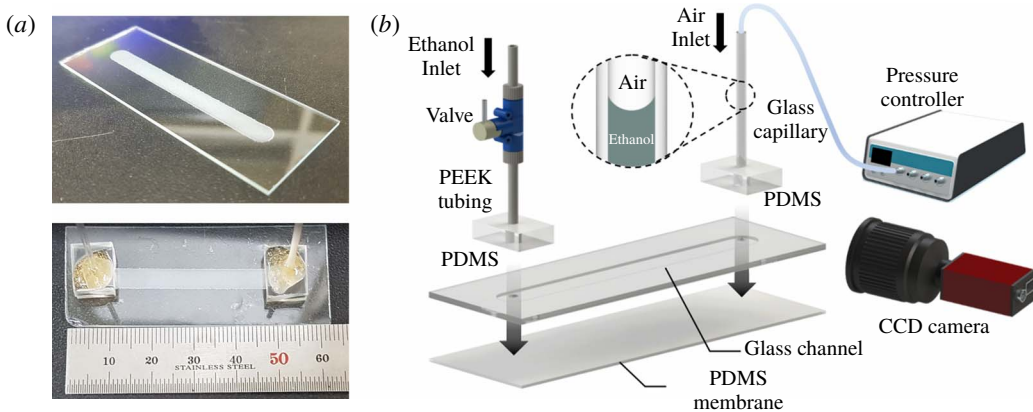 (a)
10 20 30 40 50 60
STAINLESS STEEL
(b)
Ethanol
Inlet
Valve
PEEK
tubing
PDMS
Air
Ethanol
Air
Inlet
Glass
capillary
PDMS
Pressure
controller
CCD camera
Glass channel
PDMS
membrane